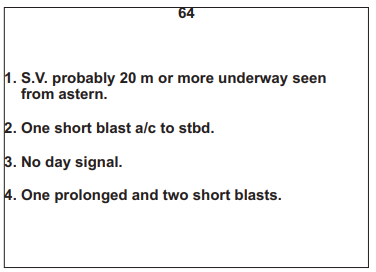 64
1. S.V. probably 20 m or more underway seen
from astern.
2. One short blast a/c to stbd.
3. No day signal.
4. One prolonged and two short blasts.